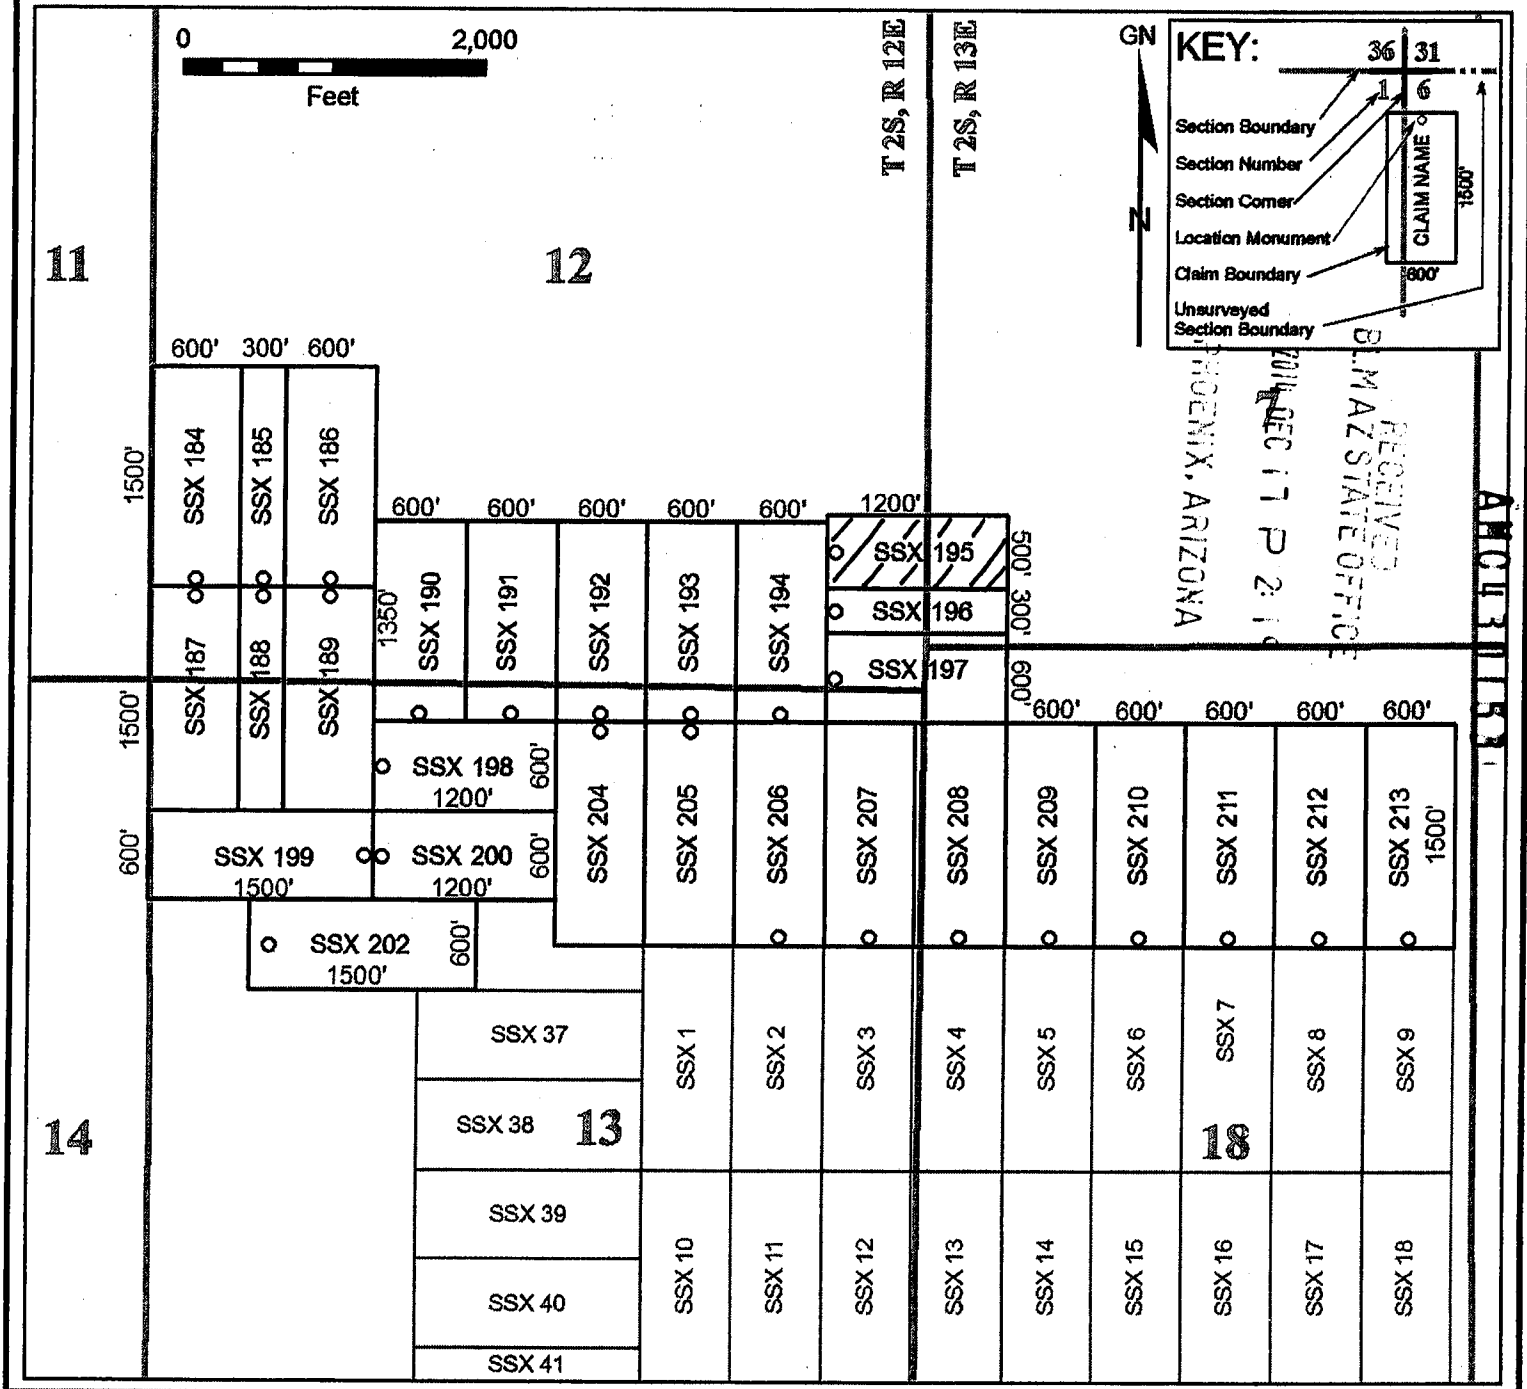 0 2,000
Feet
T 2S, R 12E
T 2S, R 13E
GN
N
KEY:
36 31
1 6
Section Boundary
Section Number
Section Corner
Location Monument
Claim Boundary
Unsurveyed
Section Boundary
CLAIM NAME
1500'
600'
11
12
7
RECEIVED
BLM AZ STATE OFFICE
PHOENIX, ARIZONA
600' 300' 600'
1500'
SSX 184
SSX 185
SSX 186
600' 600' 600' 600' 600' 1200'
1350'
SSX 190
SSX 191
SSX 192
SSX 193
SSX 194
SSX 195
500'
SSX 196
300'
SSX 197
600'
SSX 187
SSX 188
SSX 189
1500'
SSX 198
1200'
600'
600'
SSX 199
1500'
SSX 200
1200'
600'
SSX 202
1500'
600'
600' 600' 600' 600' 600'
SSX 204
SSX 205
SSX 206
SSX 207
SSX 208
SSX 209
SSX 210
SSX 211
SSX 212
SSX 213
1500'
14
13
18
SSX 37
SSX 38
SSX 39
SSX 40
SSX 41
SSX 1
SSX 2
SSX 3
SSX 4
SSX 5
SSX 6
SSX 7
SSX 8
SSX 9
SSX 10
SSX 11
SSX 12
SSX 13
SSX 14
SSX 15
SSX 16
SSX 17
SSX 18